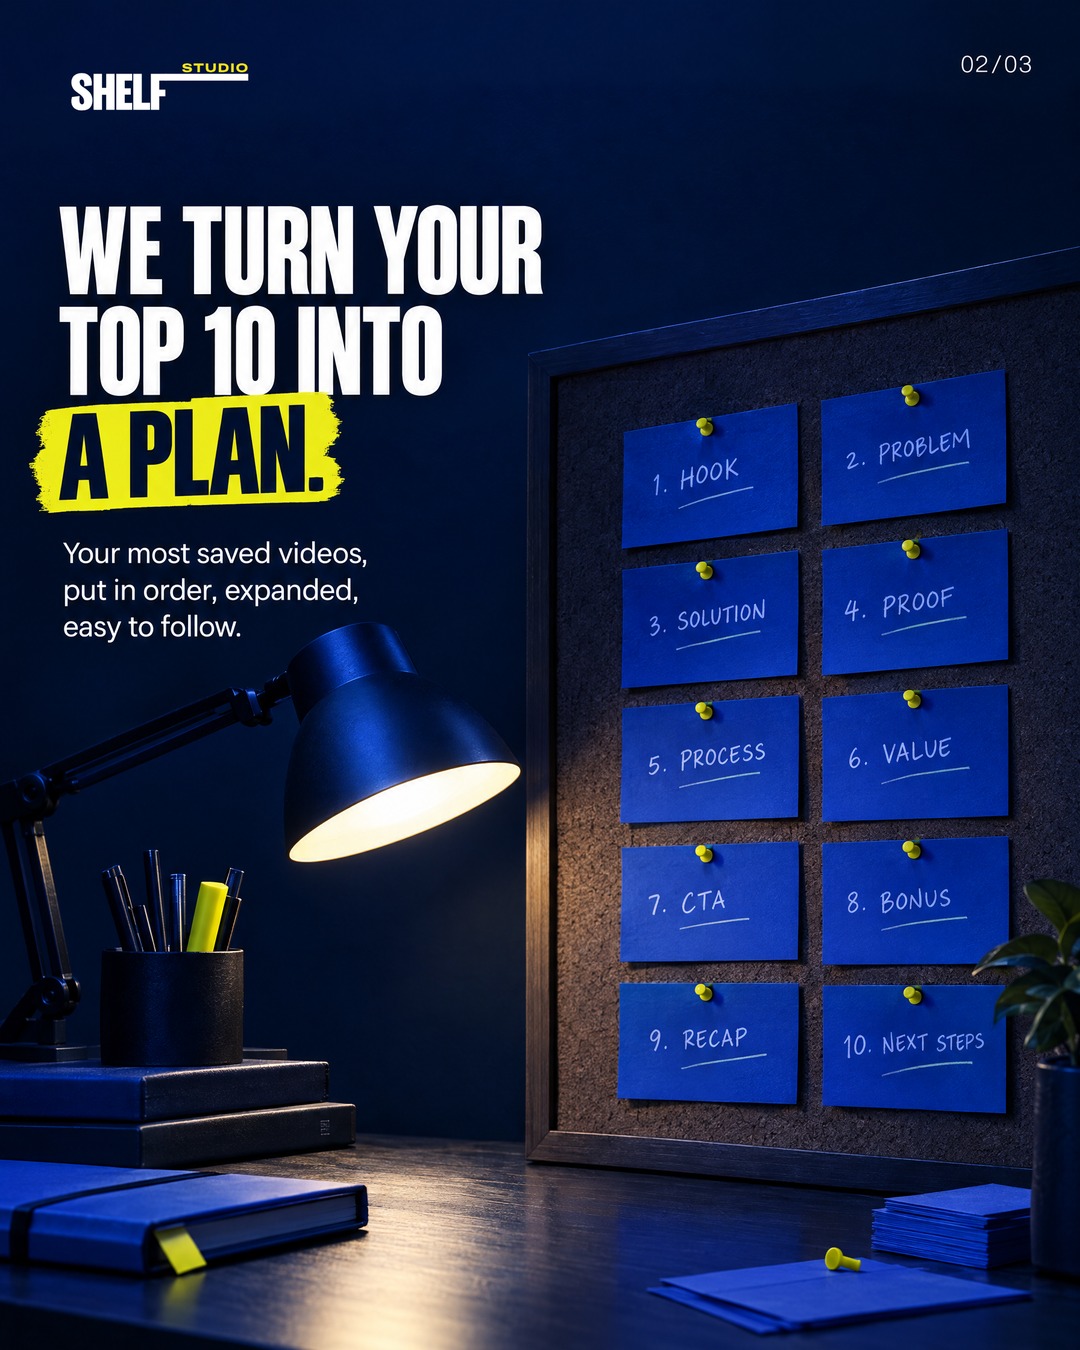 STUDIO
SHELF
02/03
WE TURN YOUR
TOP 10 INTO
A PLAN.
Your most saved videos,
put in order, expanded,
easy to follow.
1. HOOK
2. PROBLEM
3. SOLUTION
4. PROOF
5. PROCESS
6. VALUE
7. CTA
8. BONUS
9. RECAP
10. NEXT STEPS